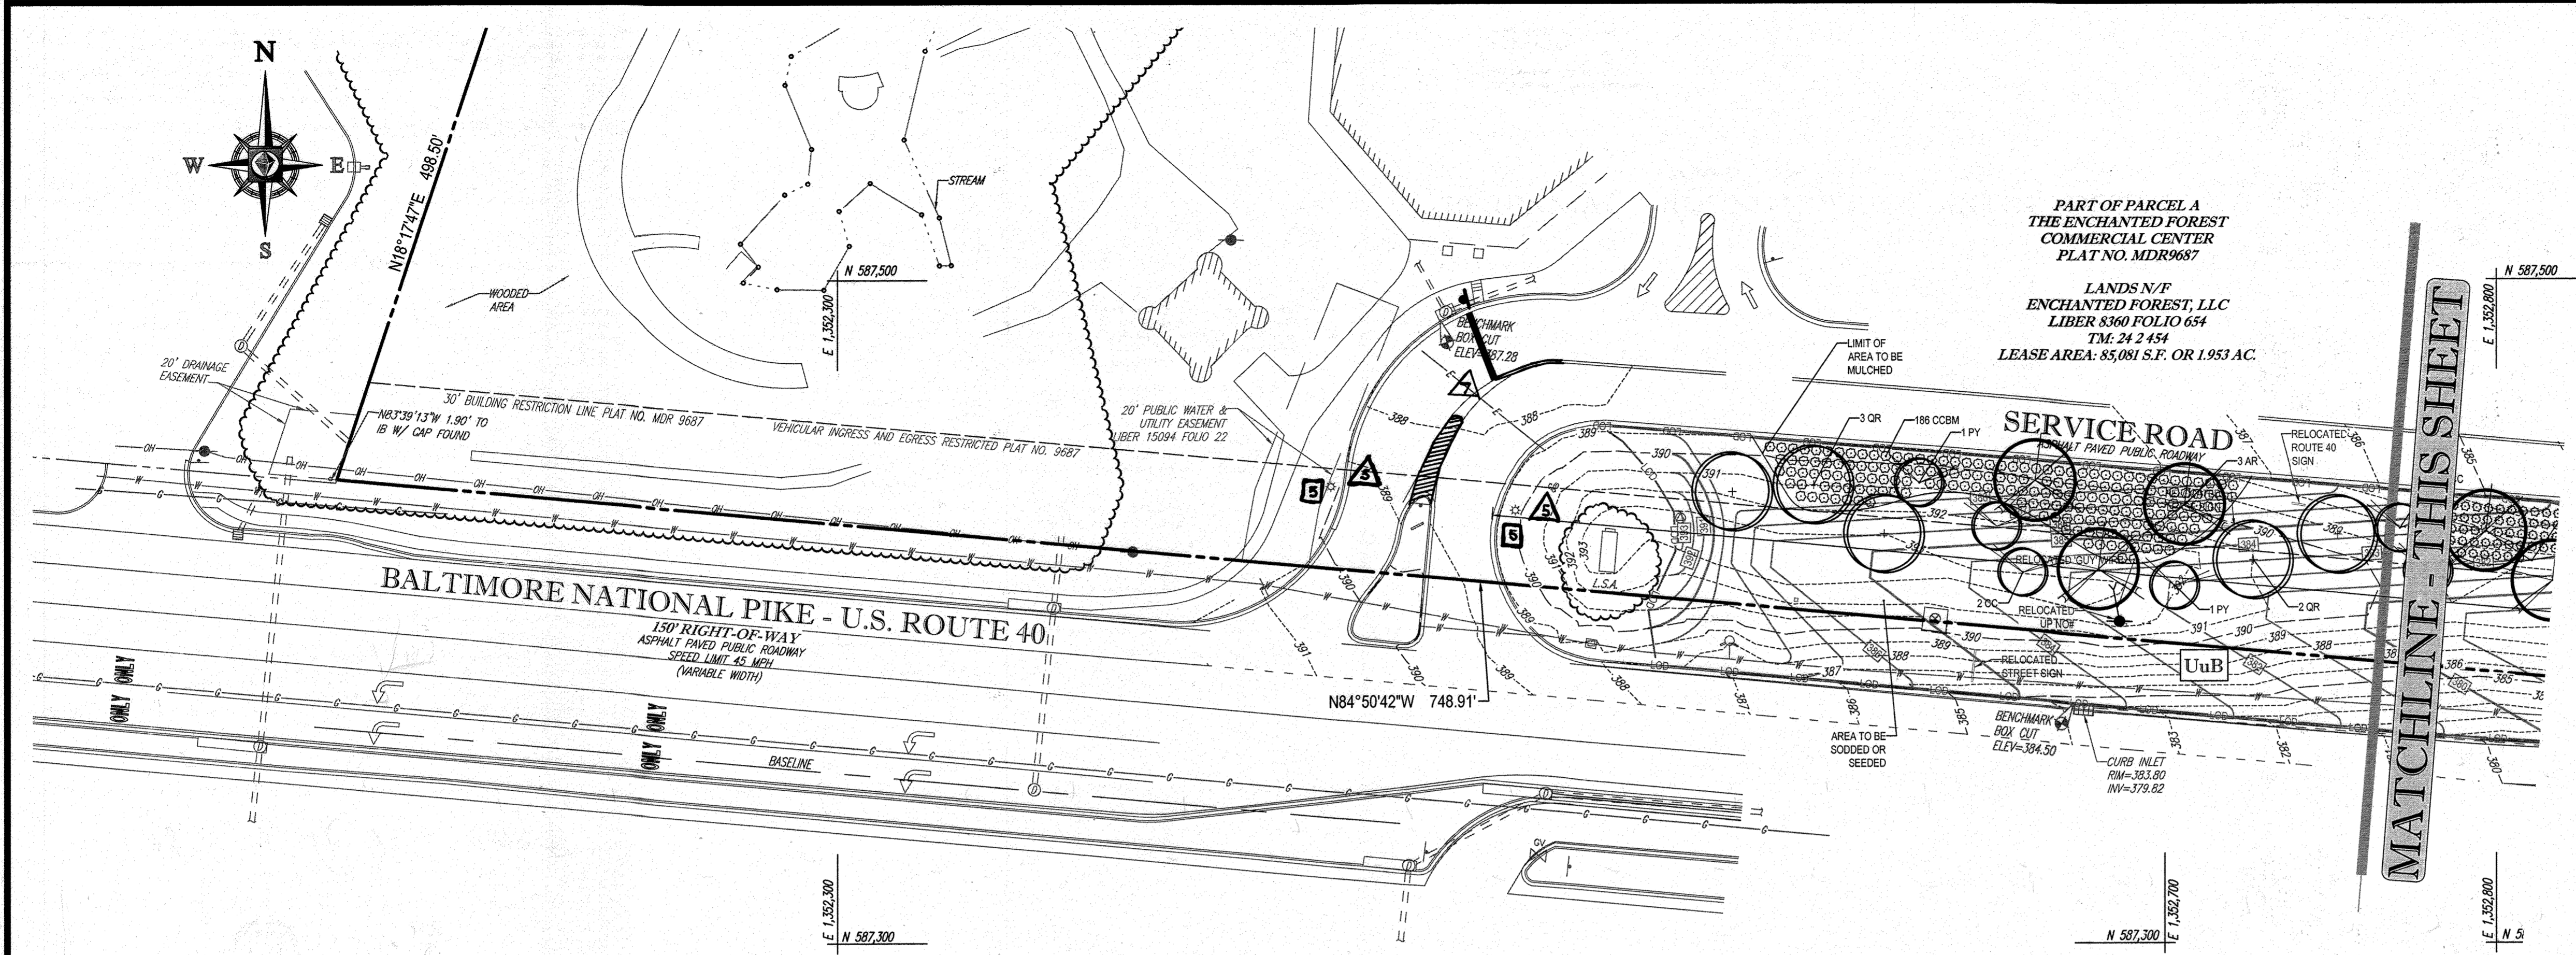 N
W
E
S
N18°17'47"E 498.50'
STREAM
WOODED
AREA
N 587,500
E 1,352,300
20' DRAINAGE
EASEMENT
30' BUILDING RESTRICTION LINE PLAT NO. MDR 9687
N83°39'13"W 1.90' TO
IB W/ CAP FOUND
VEHICULAR INGRESS AND EGRESS RESTRICTED PLAT NO. 9687
20' PUBLIC WATER &
UTILITY EASEMENT
LIBER 15094 FOLIO 22
BENCHMARK
BOX CUT
ELEV=387.28
7
5
5
5
5
PART OF PARCEL A
THE ENCHANTED FOREST
COMMERCIAL CENTER
PLAT NO. MDR9687
LANDS N/F
ENCHANTED FOREST, LLC
LIBER 8360 FOLIO 654
TM: 24 2 454
LEASE AREA: 85,081 S.F. OR 1.953 AC.
LIMIT OF
AREA TO BE
MULCHED
3 QR
186 CCBM
1 PY
SERVICE ROAD
ASPHALT PAVED PUBLIC ROADWAY
3 AR
RELOCATED
ROUTE 40
SIGN
N 587,500
E 1,352,800
MATCHLINE - THIS SHEET
L.S.A.
2 CC
RELOCATED
UP NO#
1 PY
2 QR
UuB
RELOCATED
STREET SIGN
BALTIMORE NATIONAL PIKE - U.S. ROUTE 40
150' RIGHT-OF-WAY
ASPHALT PAVED PUBLIC ROADWAY
SPEED LIMIT 45 MPH
(VARIABLE WIDTH)
N84°50'42"W 748.91'
AREA TO BE
SODDED OR
SEEDED
BENCHMARK
BOX CUT
ELEV=384.50
CURB INLET
RIM=383.80
INV=379.82
ONLY ONLY
ONLY ONLY
BASELINE
GV
E 1,352,300
N 587,300
N 587,300
E 1,352,700
E 1,352,800